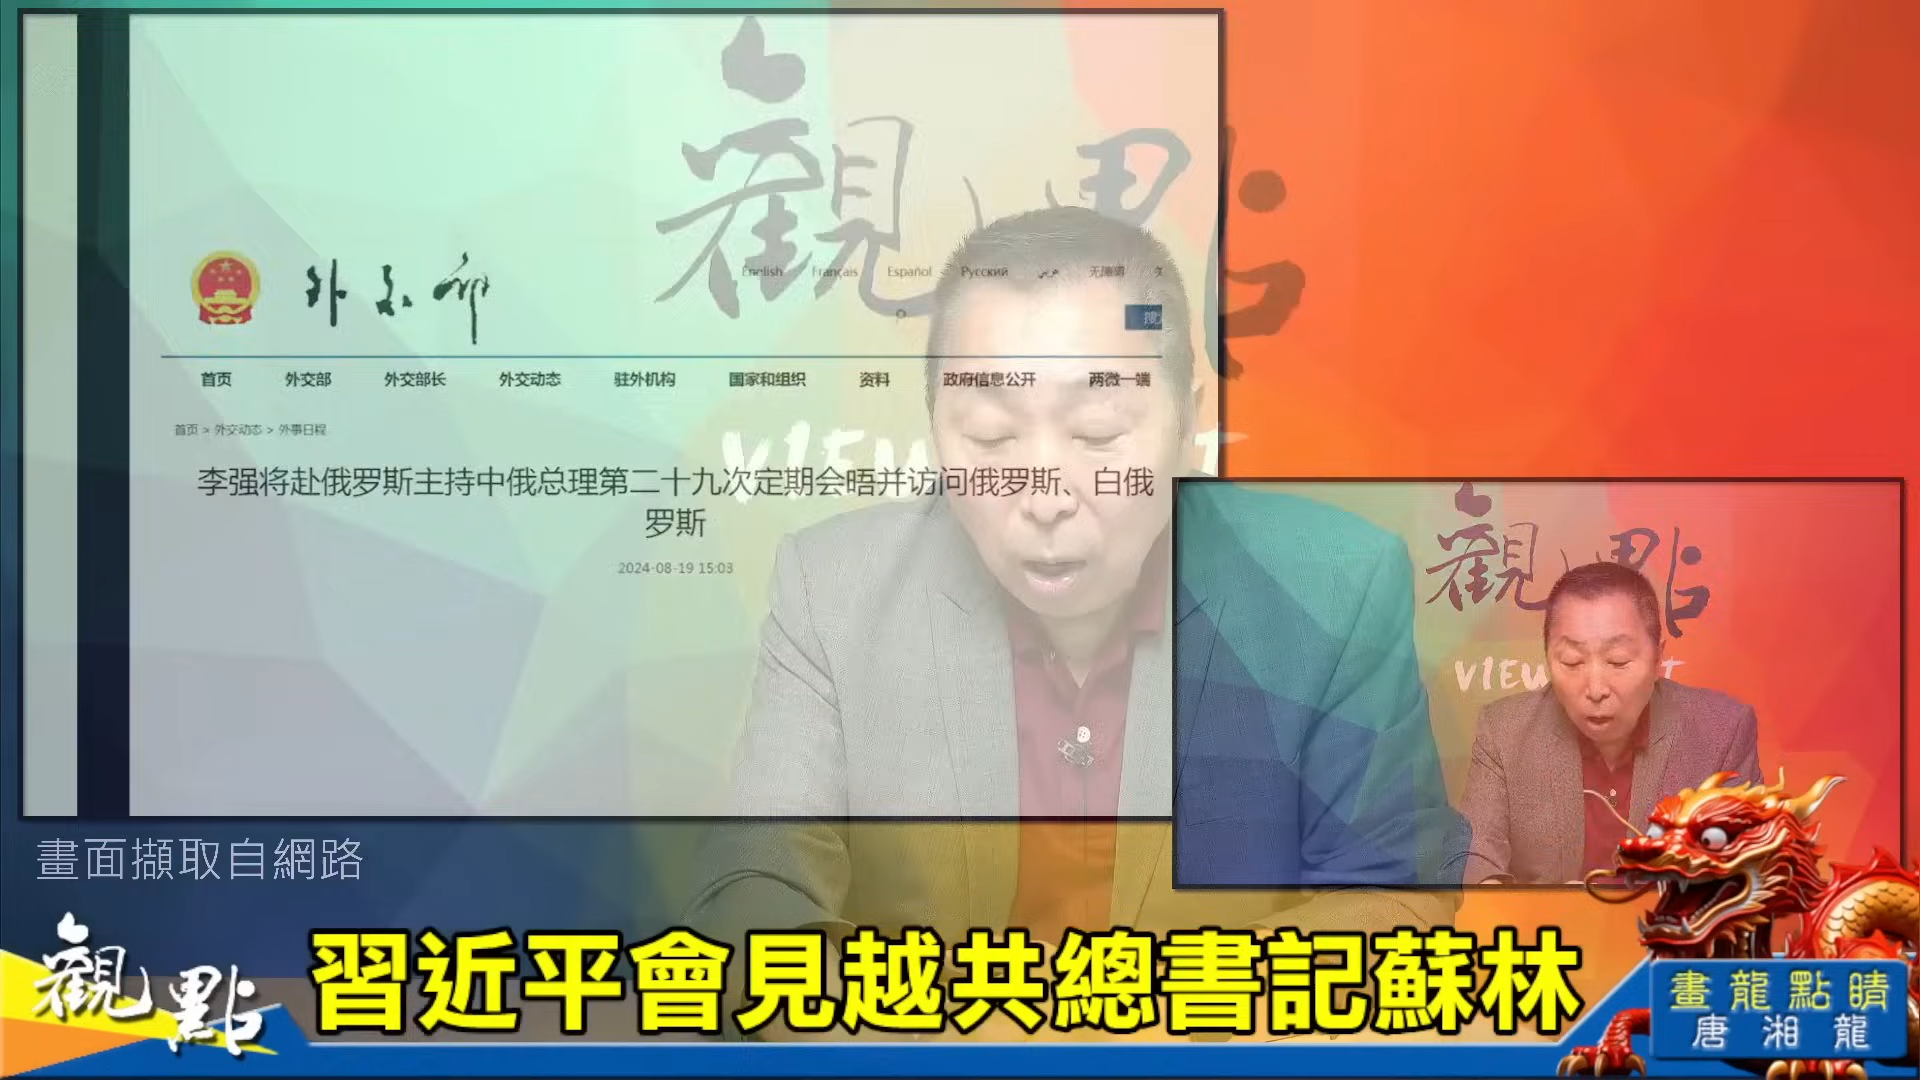 觀點
外交部
English Français Español Русский عربي 无障碍
搜
首页 外交部 外交部长 外交动态 驻外机构 国家和组织 资料 政府信息公开 两微一端
首页 > 外交动态 > 外事日程
VIEW T
李强将赴俄罗斯主持中俄总理第二十九次定期会晤并访问俄罗斯、白俄
罗斯
2024-08-19 15:03
觀點
VIEW T
畫面擷取自網路
觀點
習近平會見越共總書記蘇林
畫龍點睛
唐湘龍